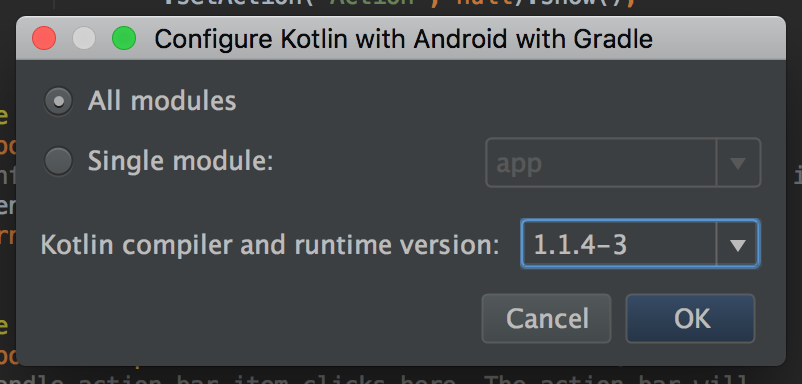 .setAction("Action", null).show();
Configure Kotlin with Android with Gradle
All modules
Single module:
app
Kotlin compiler and runtime version:
1.1.4-3
Cancel
OK
action bar item clicks here. The action bar will